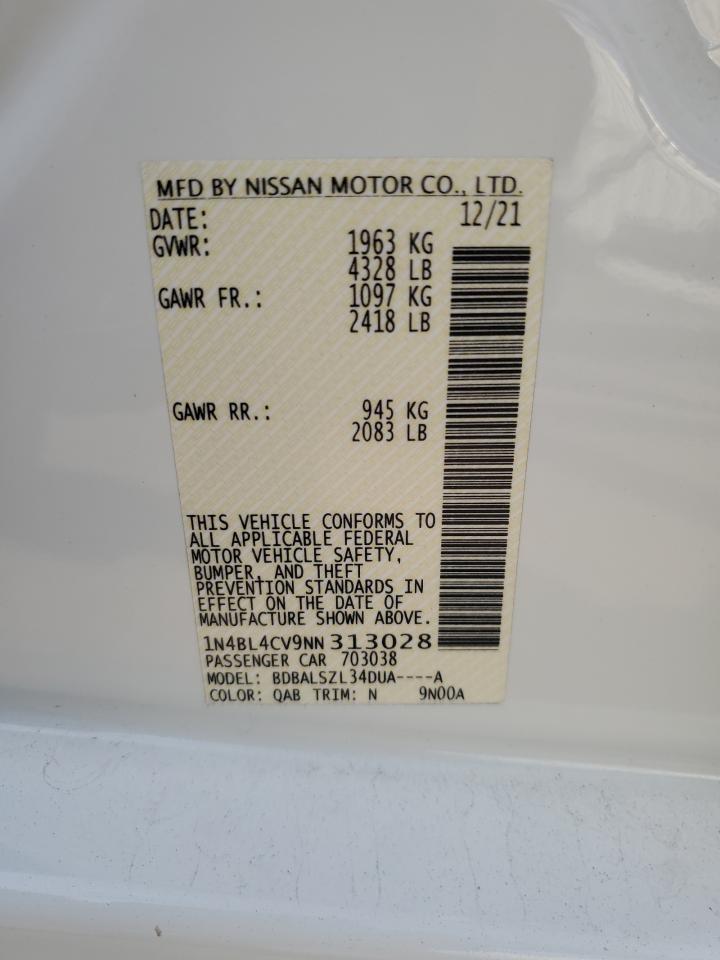 MFD BY NISSAN MOTOR CO., LTD.
DATE: 12/21
GVWR: 1963 KG
4328 LB
GAWR FR.: 1097 KG
2418 LB
GAWR RR.: 945 KG
2083 LB
THIS VEHICLE CONFORMS TO
ALL APPLICABLE FEDERAL
MOTOR VEHICLE SAFETY,
BUMPER, AND THEFT
PREVENTION STANDARDS IN
EFFECT ON THE DATE OF
MANUFACTURE SHOWN ABOVE.
1N4BL4CV9NN313028
PASSENGER CAR 703038
MODEL: BDBALSZL34DUA----A
COLOR: QAB TRIM: N 9N00A